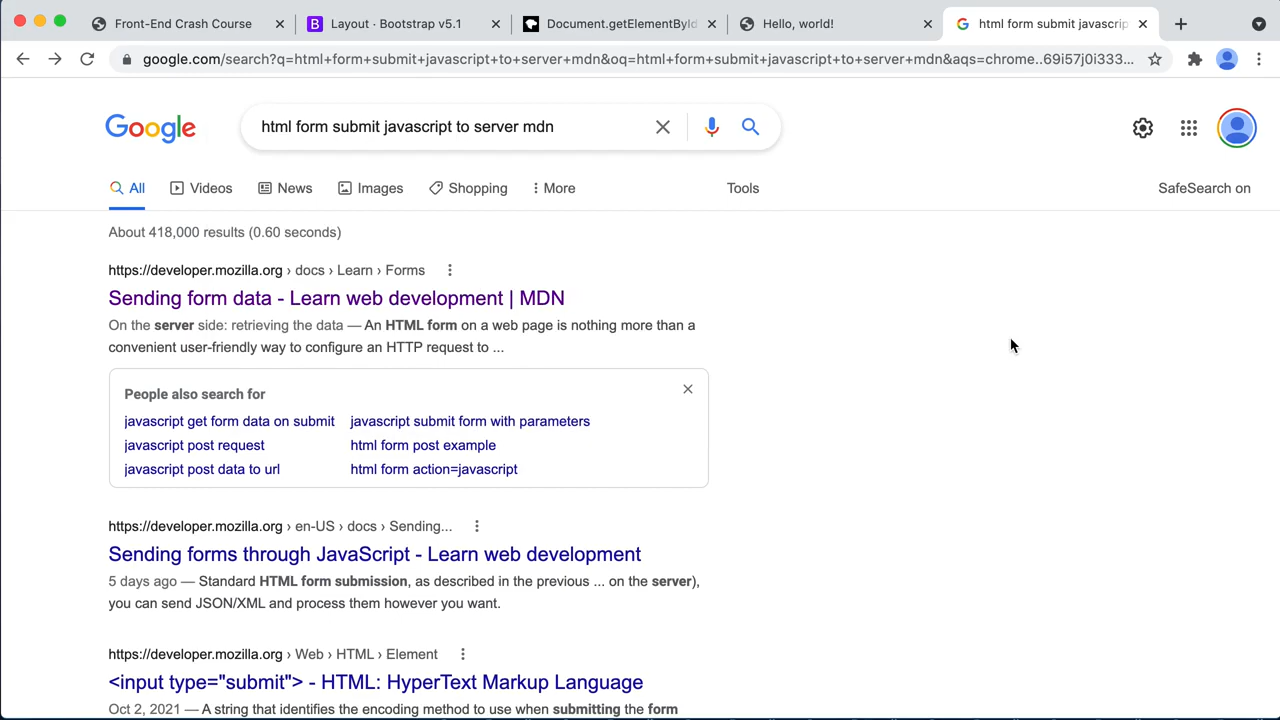 Front-End Crash Course
Layout · Bootstrap v5.1
Document.getElementById
Hello, world!
html form submit javascrip
google.com/search?q=html+form+submit+javascript+to+server+mdn&oq=html+form+submit+javascript+to+server+mdn&aqs=chrome..69i57j0i333...
Google
html form submit javascript to server mdn
All
Videos
News
Images
Shopping
More
Tools
SafeSearch on
About 418,000 results (0.60 seconds)
https://developer.mozilla.org › docs › Learn › Forms
Sending form data - Learn web development | MDN
On the server side: retrieving the data — An HTML form on a web page is nothing more than a
convenient user-friendly way to configure an HTTP request to ...
People also search for
javascript get form data on submit javascript submit form with parameters
javascript post request html form post example
javascript post data to url html form action=javascript
https://developer.mozilla.org › en-US › docs › Sending...
Sending forms through JavaScript - Learn web development
5 days ago — Standard HTML form submission, as described in the previous ... on the server),
you can send JSON/XML and process them however you want.
https://developer.mozilla.org › Web › HTML › Element
<input type="submit"> - HTML: HyperText Markup Language
Oct 2, 2021 — A string that identifies the encoding method to use when submitting the form